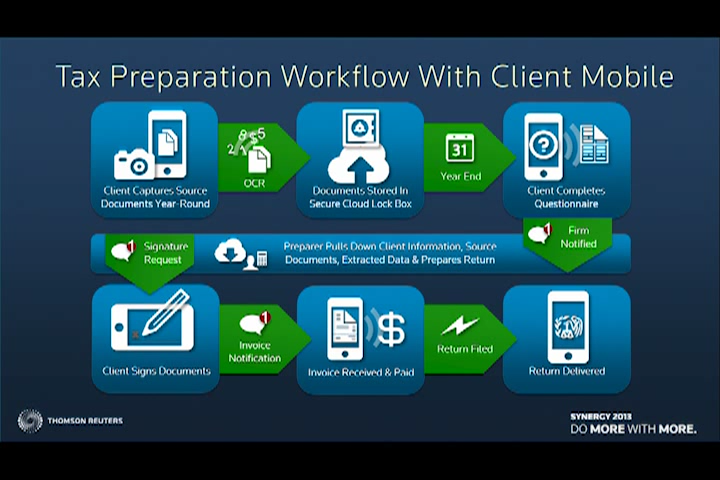 Tax Preparation Workflow With Client Mobile
Client Captures Source
Documents Year-Round
OCR
Documents Stored In
Secure Cloud Lock Box
31
Year End
Client Completes
Questionnaire
1
Signature
Request
Preparer Pulls Down Client Information, Source
Documents, Extracted Data & Prepares Return
1
Firm
Notified
Client Signs Documents
1
Invoice
Notification
$
Invoice Received & Paid
Return Filed
Return Delivered
THOMSON REUTERS
SYNERGY 2013
DO MORE WITH MORE.